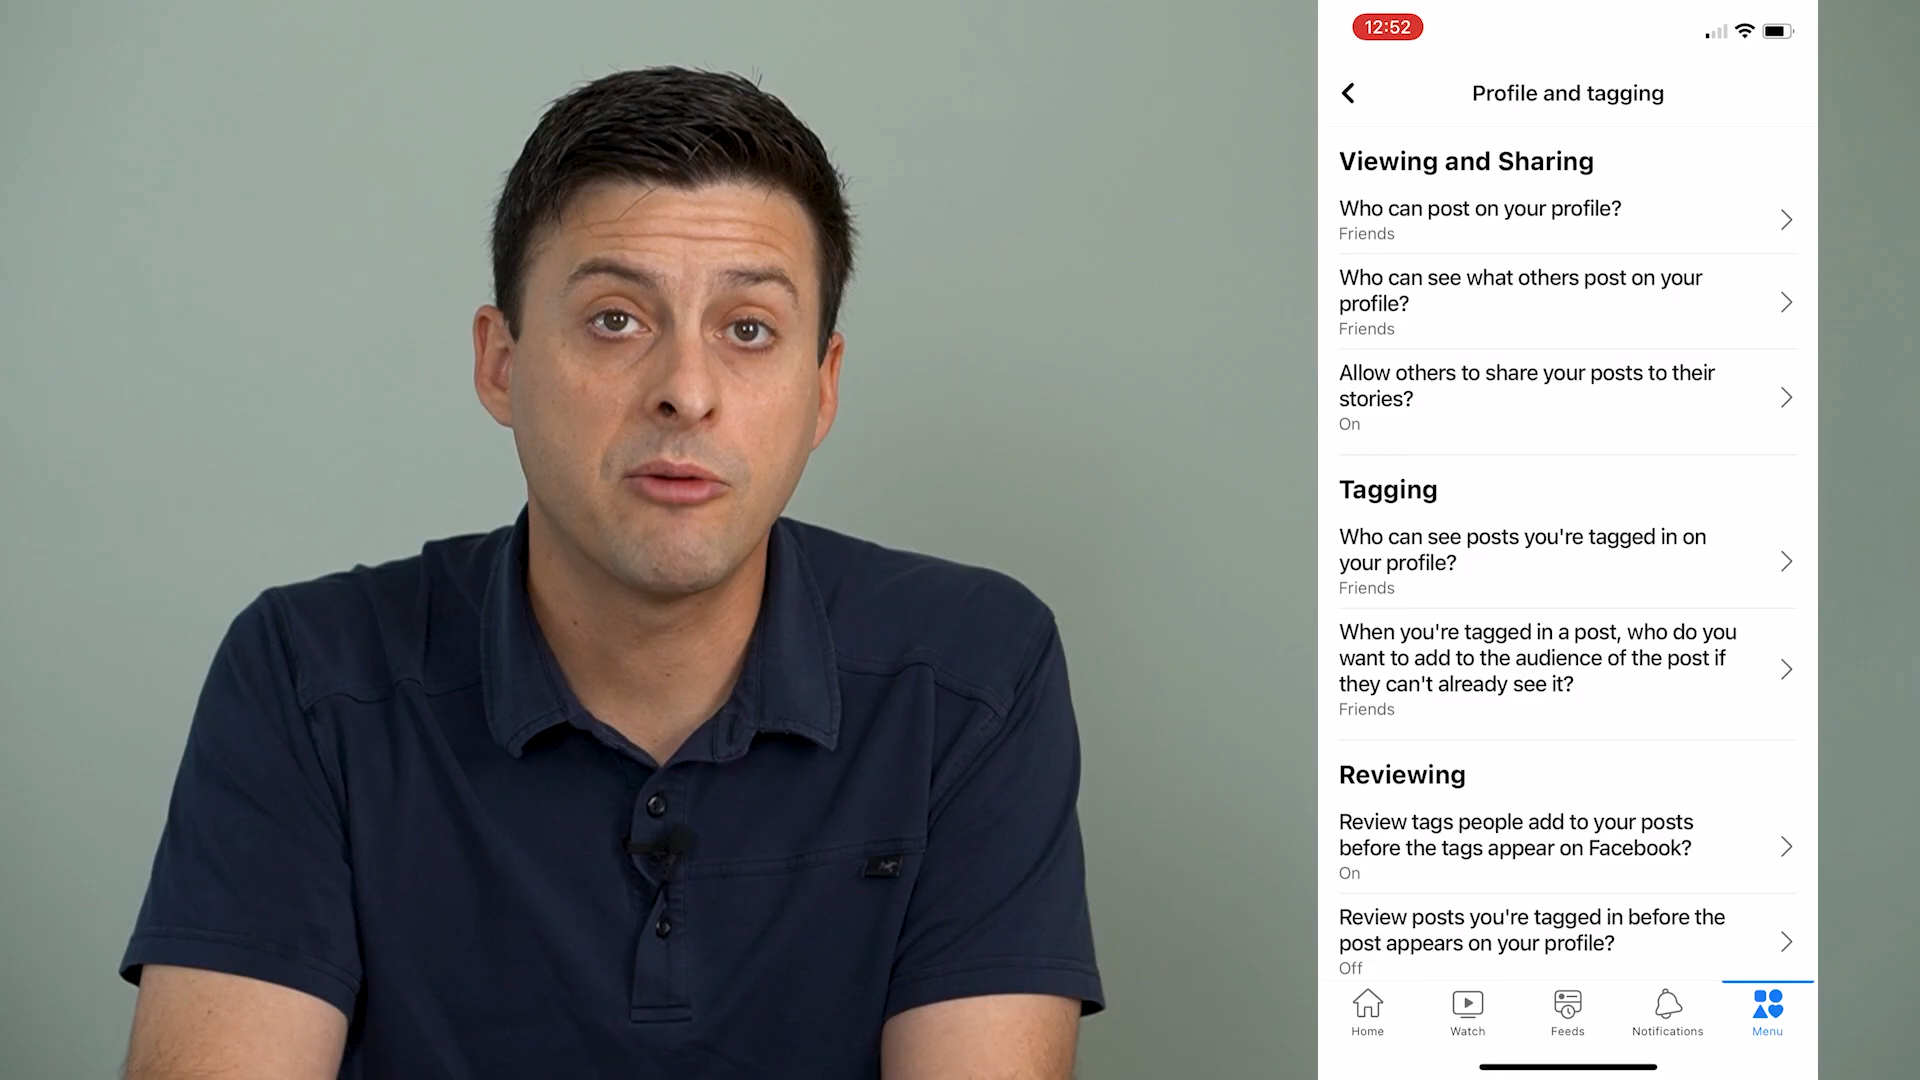 12:52
Profile and tagging
Viewing and Sharing
Who can post on your profile?
Friends
Who can see what others post on your
profile?
Friends
Allow others to share your posts to their
stories?
On
Tagging
Who can see posts you're tagged in on
your profile?
Friends
When you're tagged in a post, who do you
want to add to the audience of the post if
they can't already see it?
Friends
Reviewing
Review tags people add to your posts
before the tags appear on Facebook?
On
Review posts you're tagged in before the
post appears on your profile?
Off
Home
Watch
Feeds
Notifications
Menu